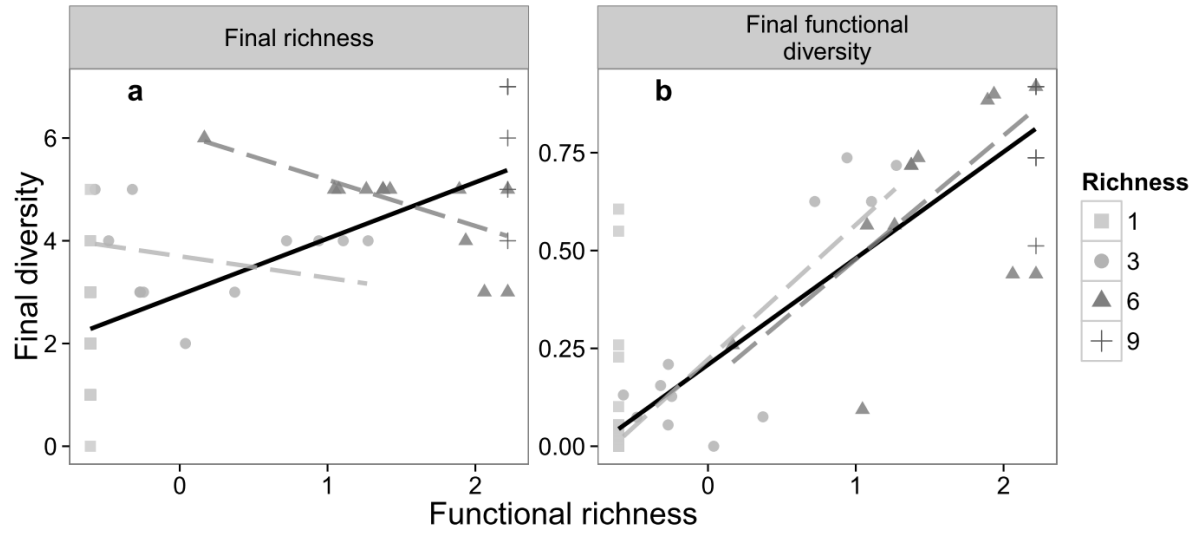 Final richness
Final functional
diversity
a
b
Final diversity
6
4
2
0
0.75
0.50
0.25
0.00
0
1
2
0
1
2
Functional richness
Richness
1
3
6
9